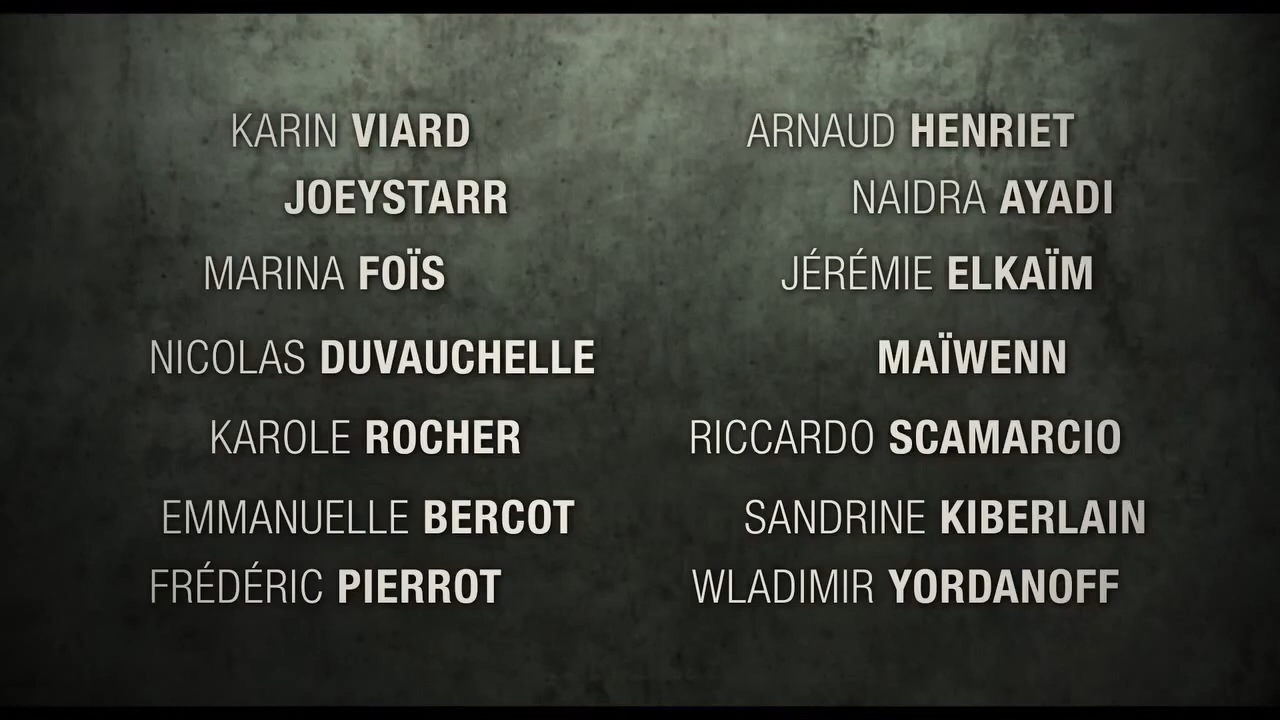 KARIN VIARD
JOEYSTARR
MARINA FOÏS
NICOLAS DUVAUCHELLE
KAROLE ROCHER
EMMANUELLE BERCOT
FRÉDÉRIC PIERROT
ARNAUD HENRIET
NAIDRA AYADI
JÉRÉMIE ELKAÏM
MAÏWENN
RICCARDO SCAMARCIO
SANDRINE KIBERLAIN
WLADIMIR YORDANOFF